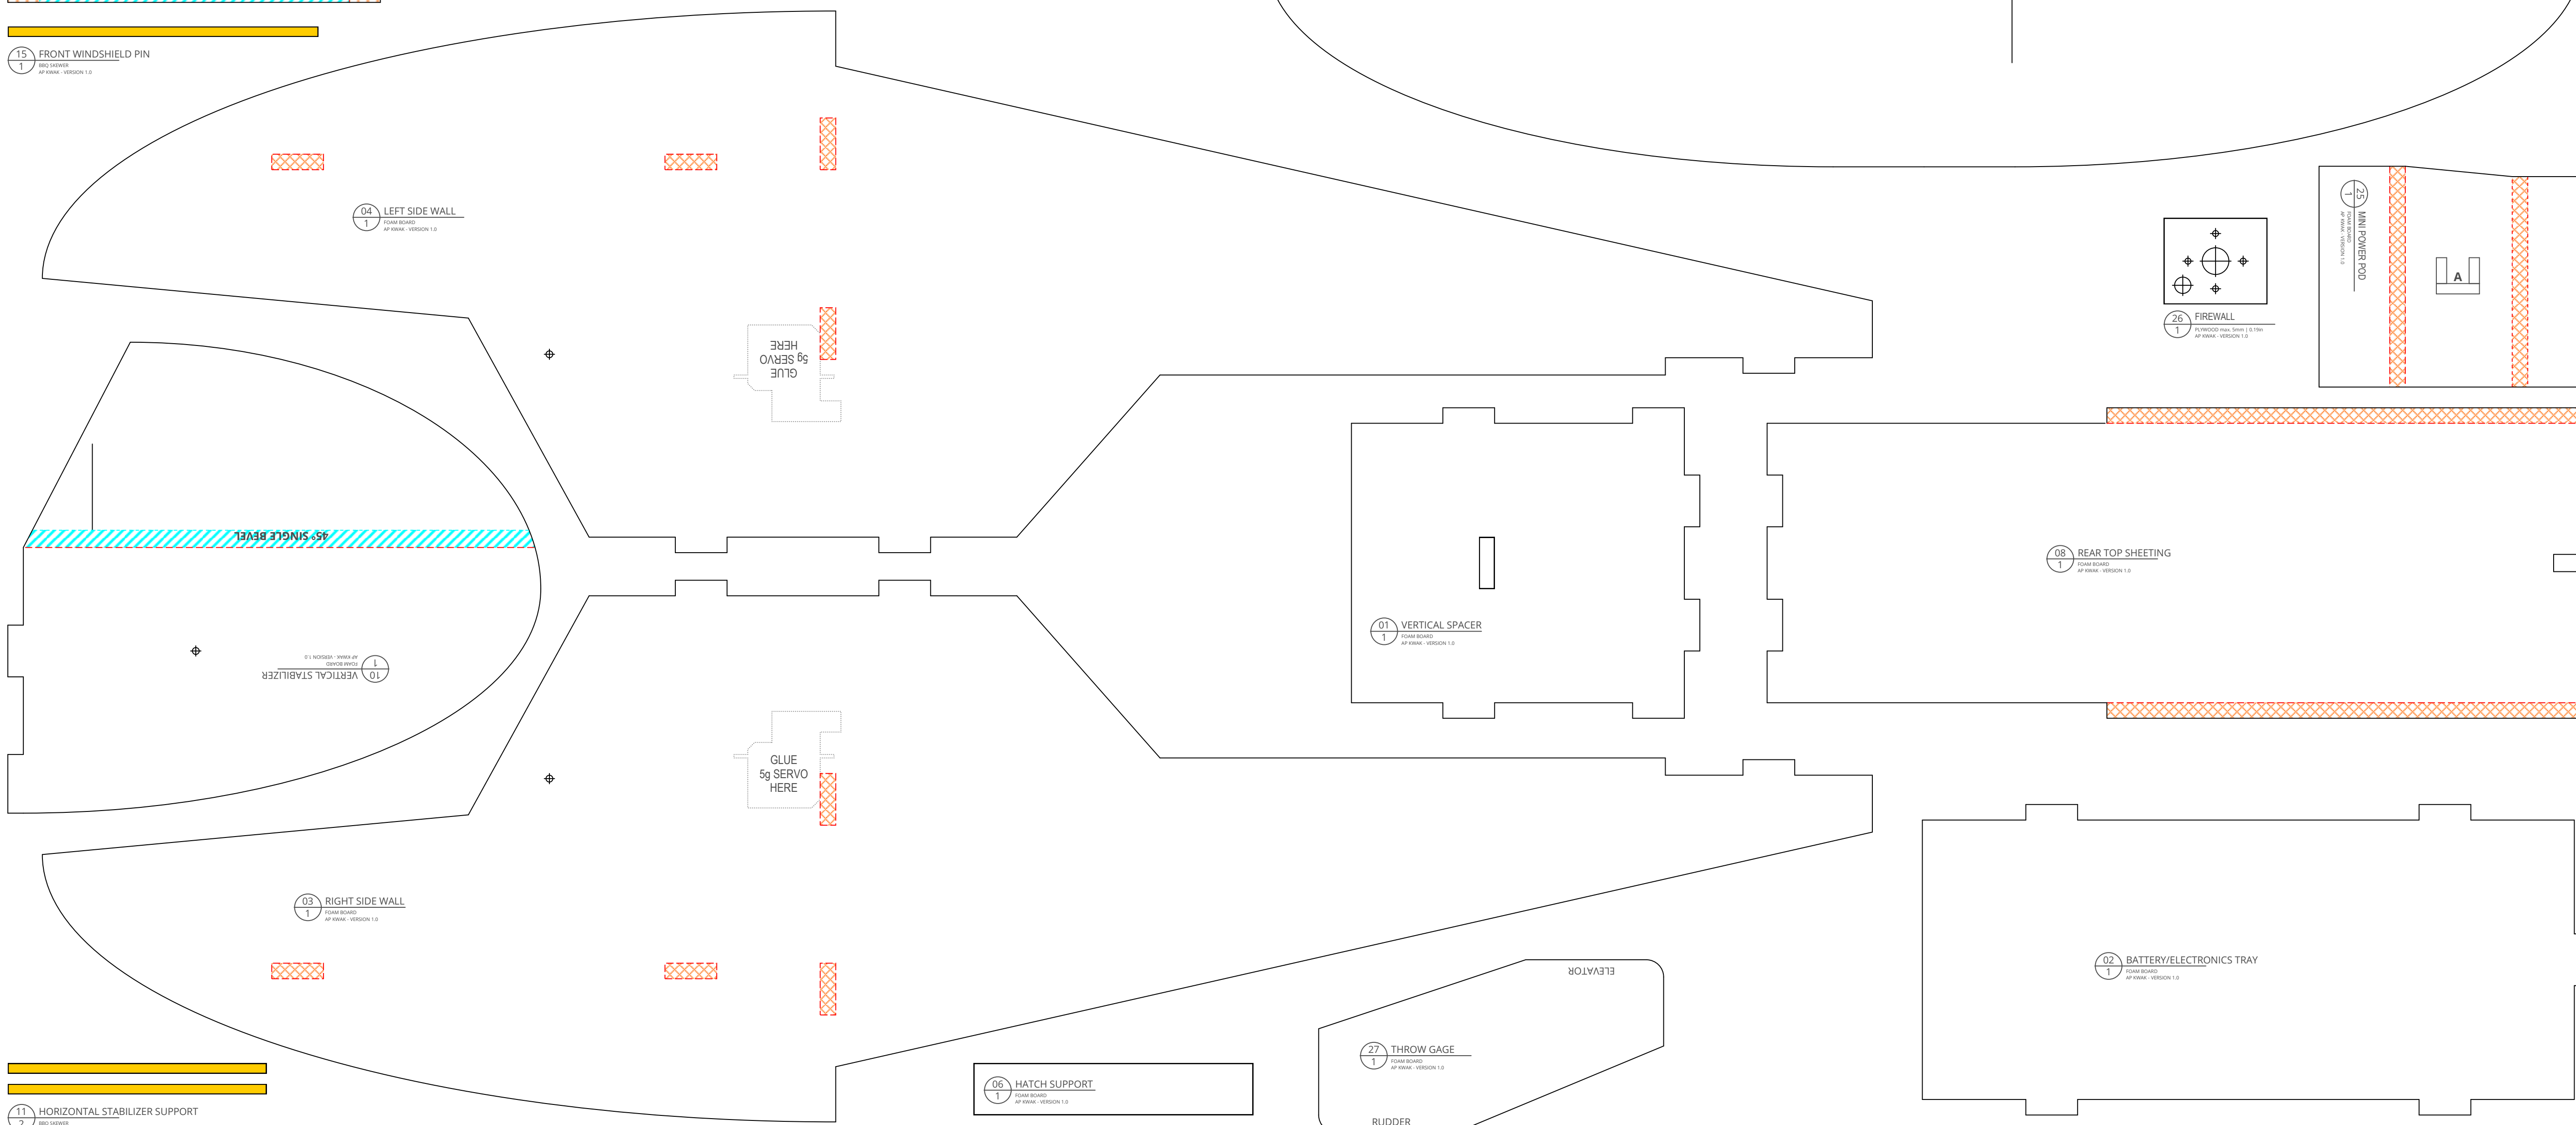 15 FRONT WINDSHIELD PIN
1 BBQ SKEWER
AP KWAK - VERSION 1.0
04 LEFT SIDE WALL
1 FOAM BOARD
AP KWAK - VERSION 1.0
25 MINI POWER POD
1 FOAM BOARD
AP KWAK - VERSION 1.0
A
26 FIREWALL
1 PLYWOOD max. 5mm | 0.19in
AP KWAK - VERSION 1.0
GLUE
5g SERVO
HERE
45° SINGLE BEVEL
08 REAR TOP SHEETING
1 FOAM BOARD
AP KWAK - VERSION 1.0
01 VERTICAL SPACER
1 FOAM BOARD
AP KWAK - VERSION 1.0
10 VERTICAL STABILIZER
1 FOAM BOARD
AP KWAK - VERSION 1.0
GLUE
5g SERVO
HERE
03 RIGHT SIDE WALL
1 FOAM BOARD
AP KWAK - VERSION 1.0
02 BATTERY/ELECTRONICS TRAY
1 FOAM BOARD
AP KWAK - VERSION 1.0
ELEVATOR
27 THROW GAGE
1 FOAM BOARD
AP KWAK - VERSION 1.0
RUDDER
06 HATCH SUPPORT
1 FOAM BOARD
AP KWAK - VERSION 1.0
11 HORIZONTAL STABILIZER SUPPORT
2 BBQ SKEWER